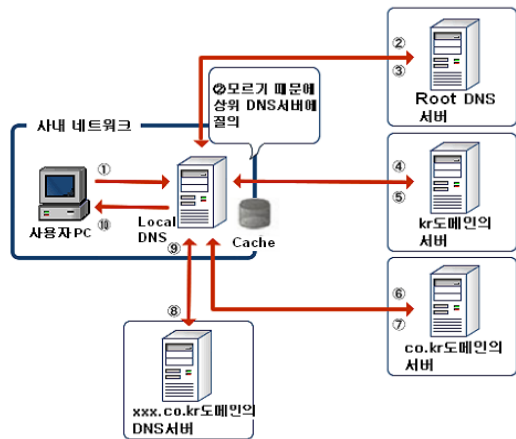 ②모르기 때문에
상위 DNS서버에
질의
②
③
Root DNS
서버
사내 네트워크
①
⑩
사용자PC
Local
DNS
⑨
Cache
④
⑤
kr도메인의
서버
⑥
⑦
co.kr도메인의
서버
⑧
xxx.co.kr도메인의
DNS서버